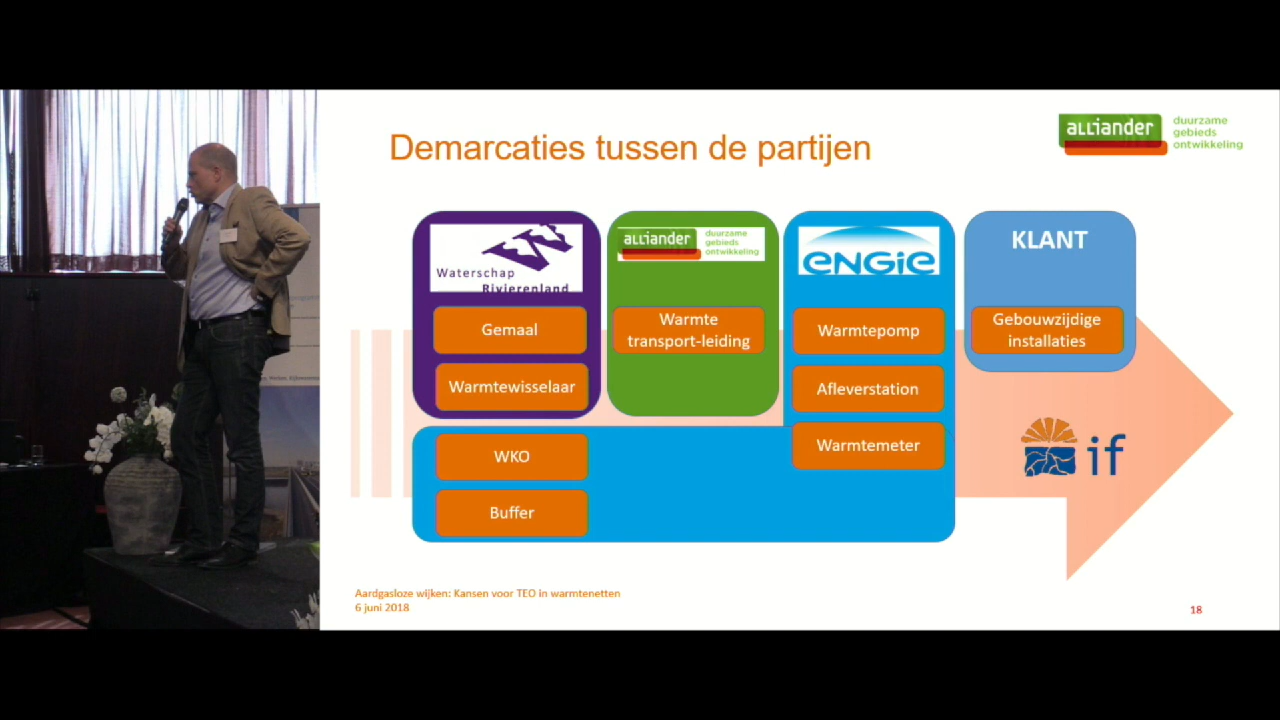 Demarcaties tussen de partijen
alliander
duurzame
gebieds
ontwikkeling
Waterschap
Rivierenland
Gemaal
Warmtewisselaar
WKO
Buffer
alliander
duurzame
gebieds
ontwikkeling
Warmte
transport-leiding
ENGIE
Warmtepomp
Afleverstation
Warmtemeter
KLANT
Gebouwzijdige
installaties
if
Aardgasloze wijken: Kansen voor TEO in warmtenetten
6 juni 2018
18